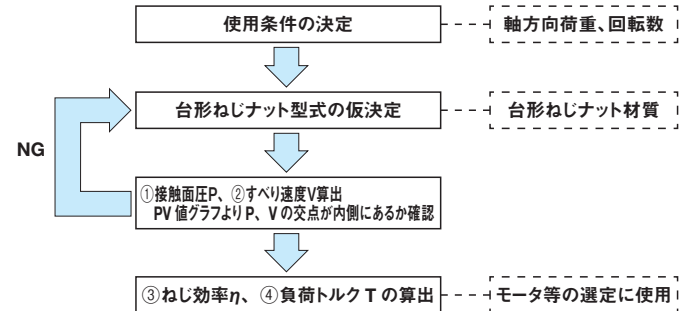 使用条件の決定
軸方向荷重、回転数
台形ねじナット型式の仮決定
台形ねじナット材質
NG
①接触面圧P、②すべり速度V算出
PV値グラフよりP、Vの交点が内側にあるか確認
③ねじ効率η、④負荷トルクTの算出
モータ等の選定に使用